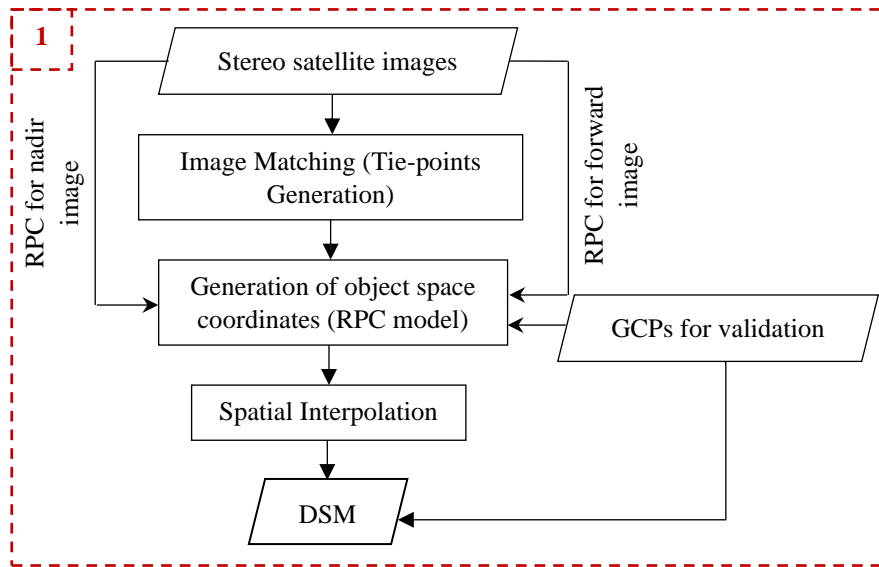 1
Stereo satellite images
RPC for nadir
image
RPC for forward
image
Image Matching (Tie-points
Generation)
Generation of object space
coordinates (RPC model)
GCPs for validation
Spatial Interpolation
DSM